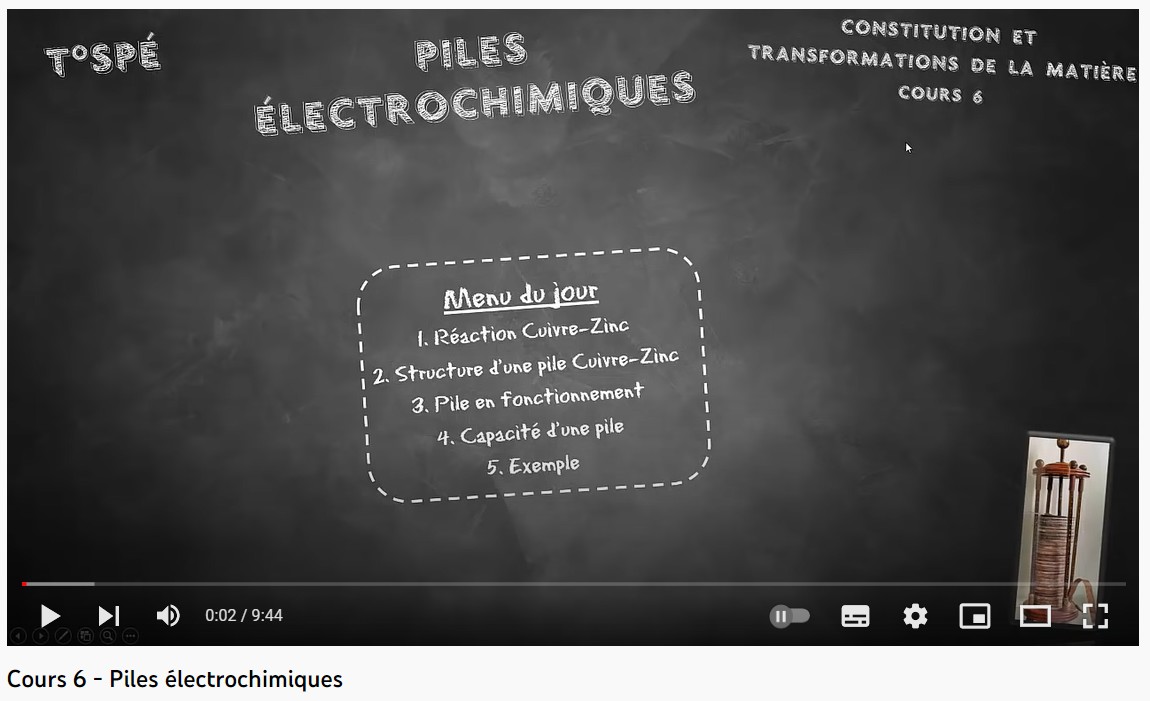 T°SPÉ
PILES
ÉLECTROCHIMIQUES
CONSTITUTION ET
TRANSFORMATIONS DE LA MATIÈRE
COURS 6
Menu du jour
1. Réaction Cuivre-Zinc
2. Structure d'une pile Cuivre-Zinc
3. Pile en fonctionnement
4. Capacité d'une pile
5. Exemple
0:02 / 9:44
Cours 6 - Piles électrochimiques